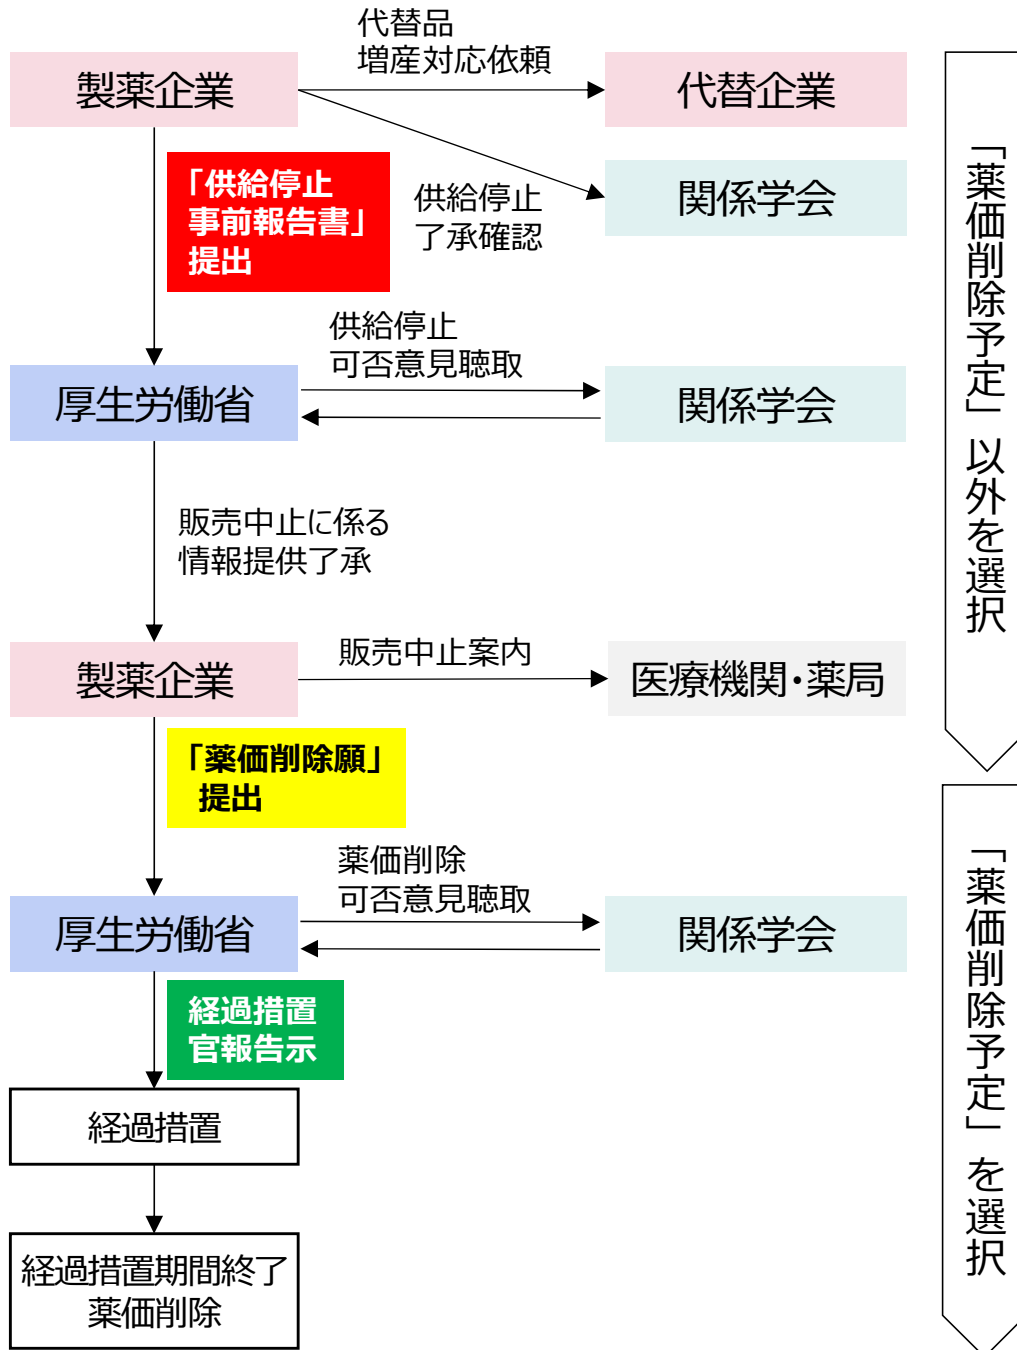 代替品
増産対応依頼
製薬企業
代替企業
「供給停止
事前報告書」
提出
供給停止
了承確認
関係学会
供給停止
可否意見聴取
厚生労働省
関係学会
販売中止に係る
情報提供了承
製薬企業
販売中止案内
医療機関・薬局
「薬価削除願」
提出
薬価削除
可否意見聴取
厚生労働省
関係学会
経過措置
官報告示
経過措置
経過措置期間終了
薬価削除
「薬価削除予定」以外を選択
「薬価削除予定」を選択